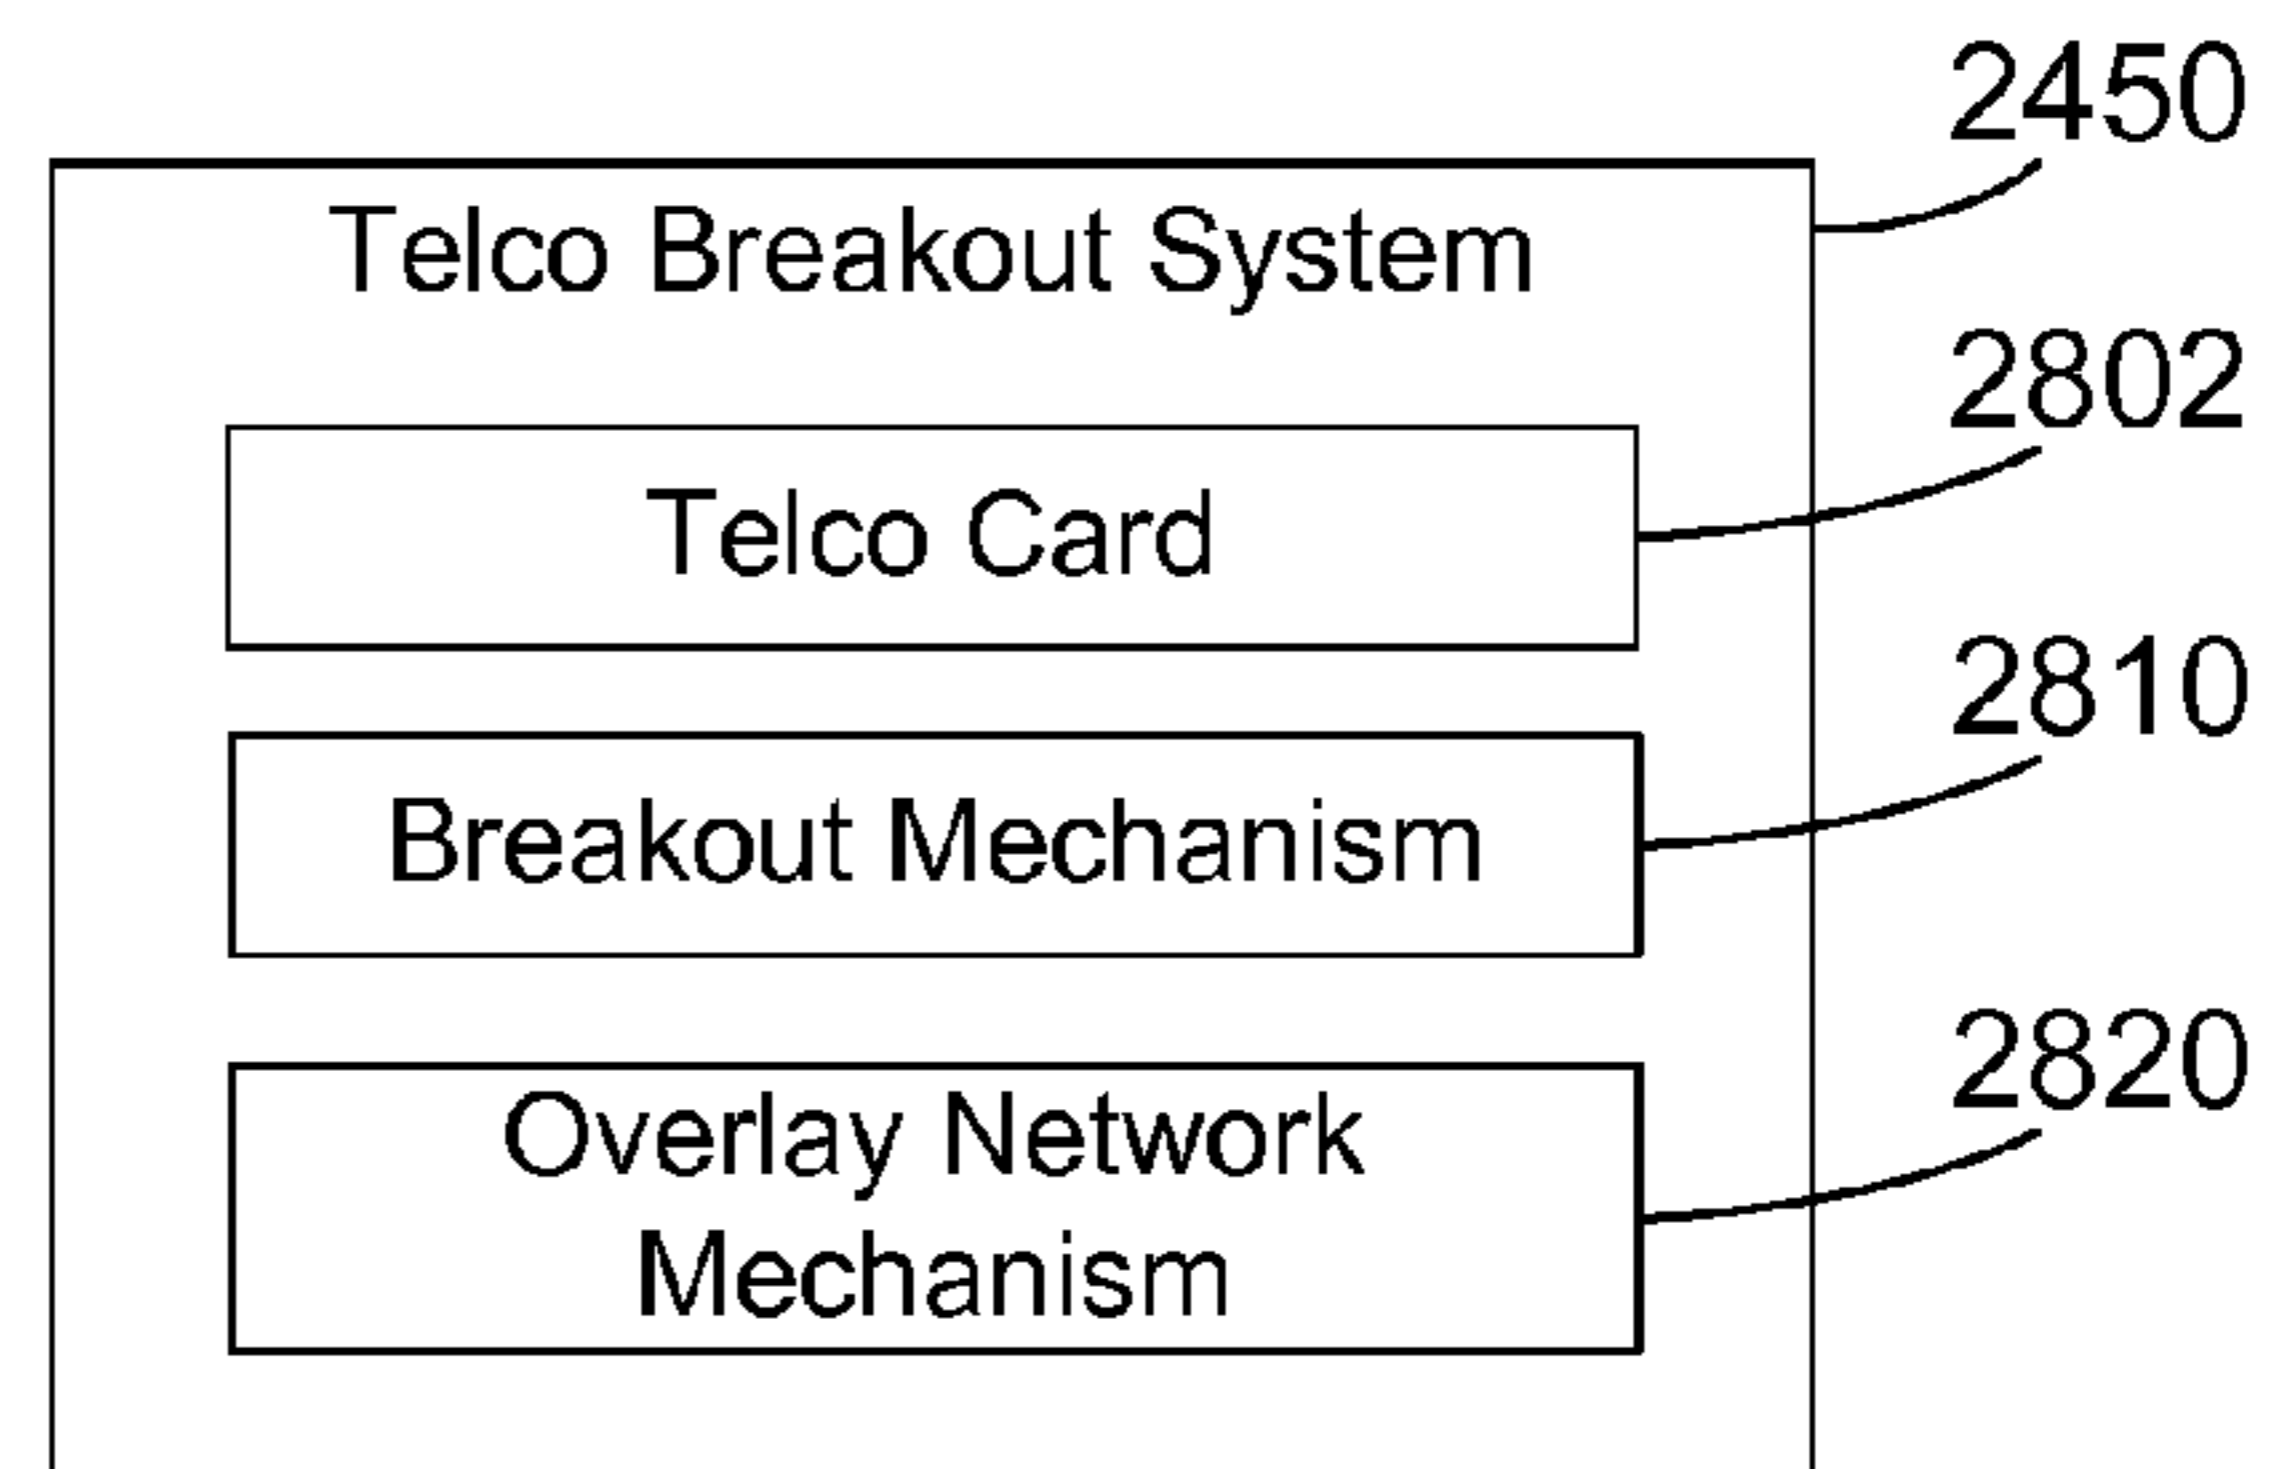 2450
Telco Breakout System
2802
Telco Card
2810
Breakout Mechanism
2820
Overlay Network
Mechanism